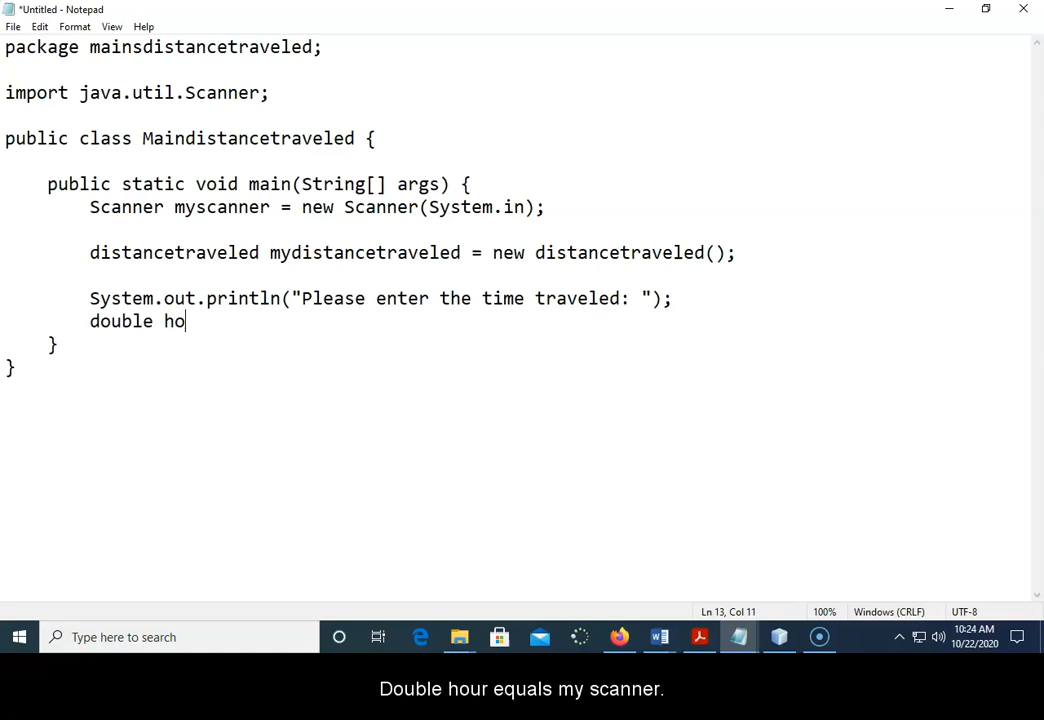 *Untitled - Notepad
File Edit Format View Help
package mainsdistancetraveled;
import java.util.Scanner;
public class Maindistancetraveled {
public static void main(String[] args) {
Scanner myscanner = new Scanner(System.in);
distancetraveled mydistancetraveled = new distancetraveled();
System.out.println("Please enter the time traveled: ");
double ho
}
}
Ln 13, Col 11 100% Windows (CRLF) UTF-8
Type here to search
10:24 AM
10/22/2020
Double hour equals my scanner.